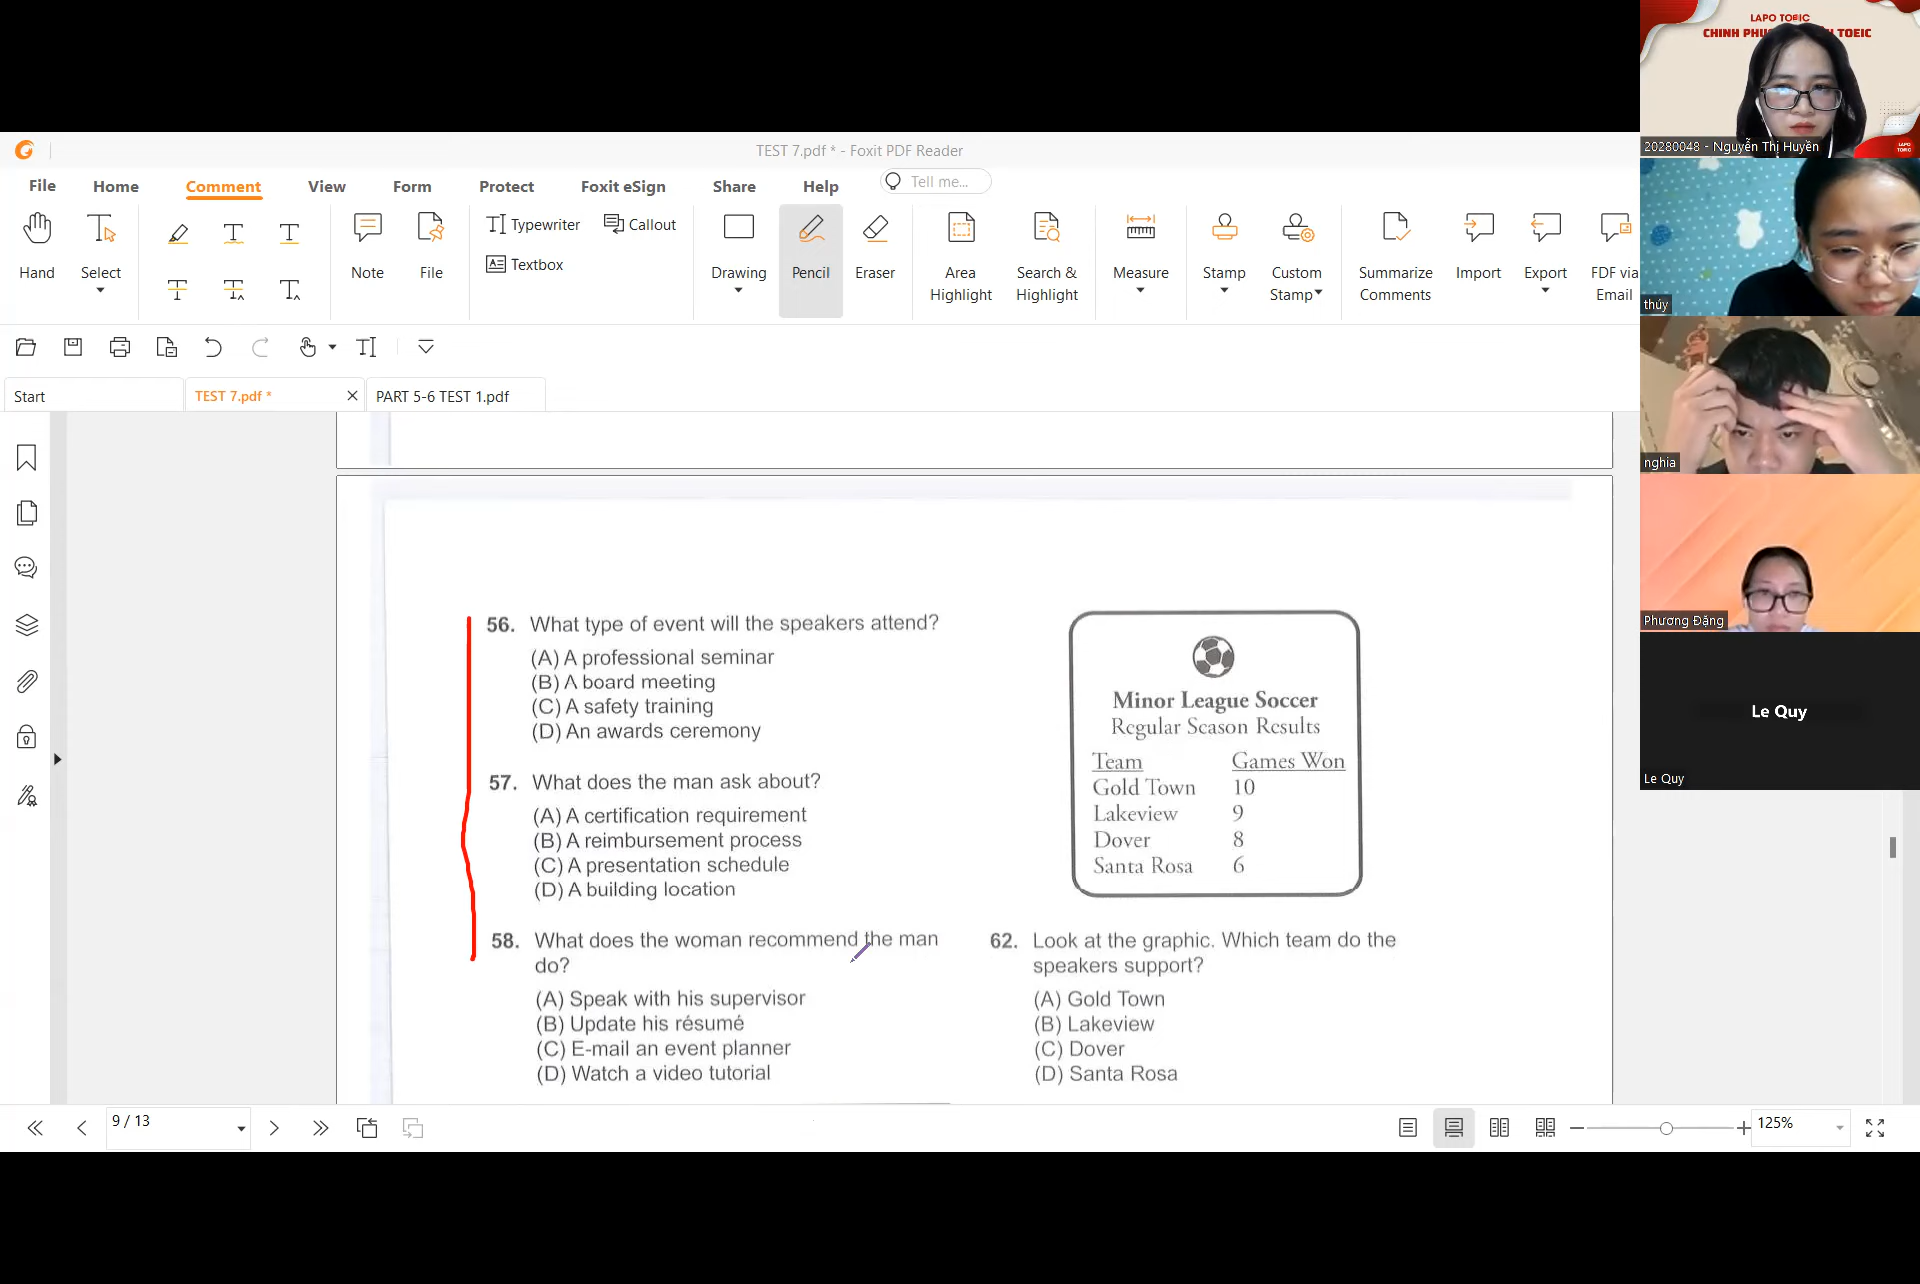 LAPO TOEIC
TOEIC
20280048 - Nguyễn Thị Huyền
TEST 7.pdf * - Foxit PDF Reader
File Home Comment View Form Protect Foxit eSign Share Help Tell me...
Hand
Select
Note
File
Typewriter
Callout
Textbox
Drawing
Pencil
Eraser
Area Highlight
Search & Highlight
Measure
Stamp
Custom Stamp
Summarize Comments
Import
Export
FDF via Email
thúy
Start
TEST 7.pdf *
PART 5-6 TEST 1.pdf
nghia
Phương Đặng
Le Quy
Le Quy
56. What type of event will the speakers attend?
(A) A professional seminar
(B) A board meeting
(C) A safety training
(D) An awards ceremony
57. What does the man ask about?
(A) A certification requirement
(B) A reimbursement process
(C) A presentation schedule
(D) A building location
58. What does the woman recommend the man
do?
(A) Speak with his supervisor
(B) Update his résumé
(C) E-mail an event planner
(D) Watch a video tutorial
Minor League Soccer
Regular Season Results
Team Games Won
Gold Town 10
Lakeview 9
Dover 8
Santa Rosa 6
62. Look at the graphic. Which team do the
speakers support?
(A) Gold Town
(B) Lakeview
(C) Dover
(D) Santa Rosa
9 / 13
125%